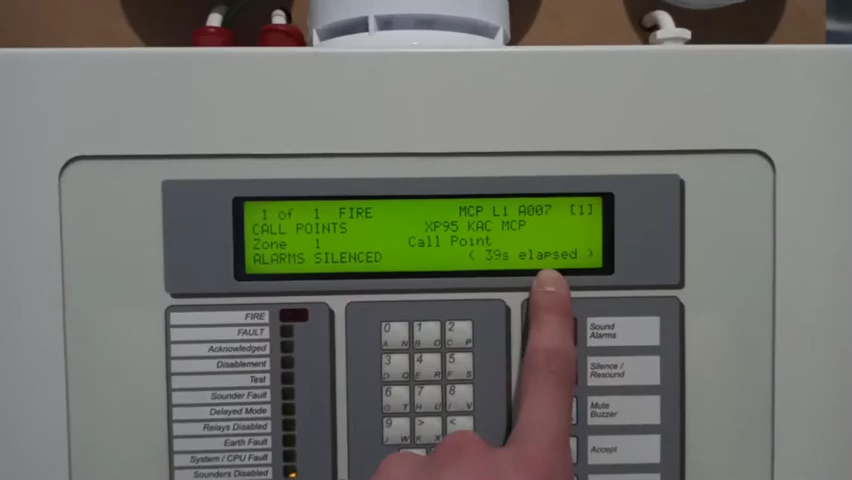 1 of 1 FIRE MCP L1 A007 [1]
CALL POINTS XP95 KAC MCP
Zone 1 Call Point
ALARMS SILENCED ( 39s elapsed )
FIRE
FAULT
Acknowledged
Disablement
Test
Sounder Fault
Delayed Mode
Relays Disabled
Earth Fault
System / CPU Fault
Sounders Disabled
0 1 2
A N B O C P
3 4 5
D Q E R F S
6 7 8
G T H U I V
9 > <
J W K X
Sound
Alarms
Silence /
Resound
Mute
Buzzer
Accept